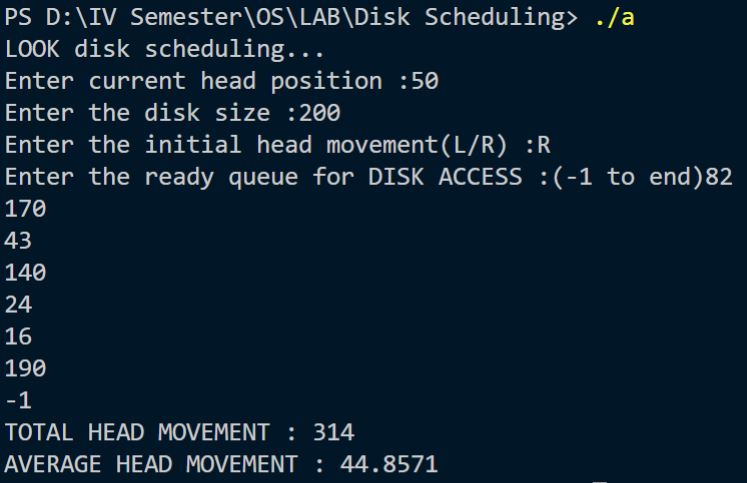 PS D:\IV Semester\OS\LAB\Disk Scheduling> ./a
LOOK disk scheduling...
Enter current head position :50
Enter the disk size :200
Enter the initial head movement(L/R) :R
Enter the ready queue for DISK ACCESS :(-1 to end)82
170
43
140
24
16
190
-1
TOTAL HEAD MOVEMENT : 314
AVERAGE HEAD MOVEMENT : 44.8571